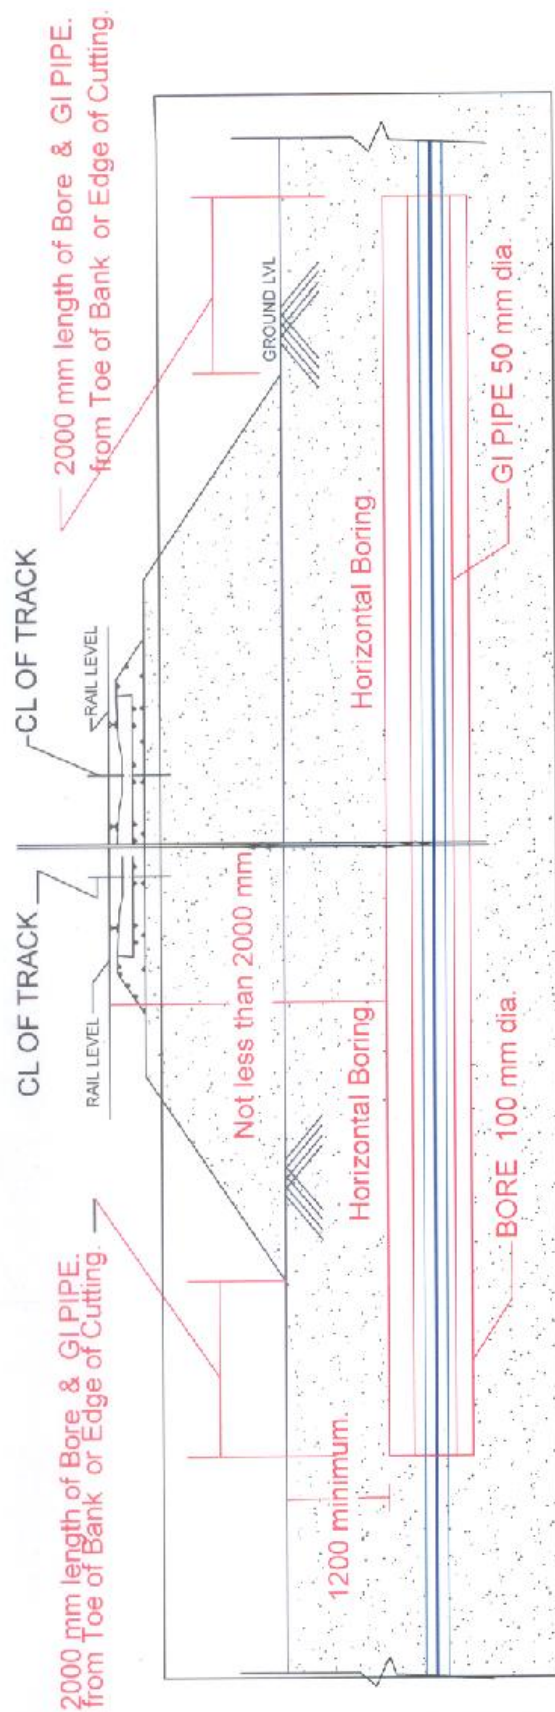 2000 mm length of Bore & GI PIPE.
from Toe of Bank or Edge of Cutting.
CL OF TRACK
CL OF TRACK
2000 mm length of Bore & GI PIPE.
from Toe of Bank or Edge of Cutting.
RAIL LEVEL
RAIL LEVEL
GROUND LVL
Not less than 2000 mm
1200 minimum.
Horizontal Boring
Horizontal Boring
BORE 100 mm dia.
GI PIPE 50 mm dia.